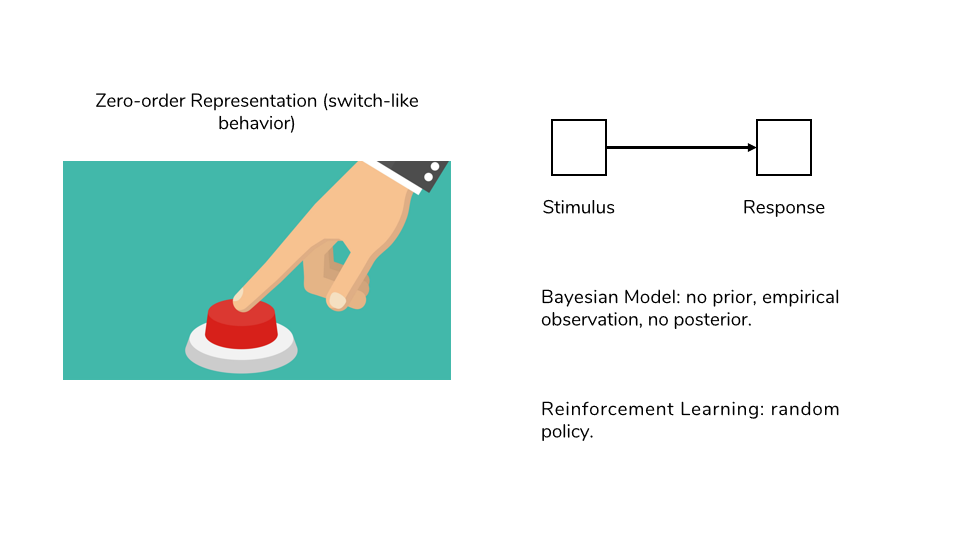 Zero-order Representation (switch-like
behavior)
Stimulus
Response
Bayesian Model: no prior, empirical
observation, no posterior.
Reinforcement Learning: random
policy.